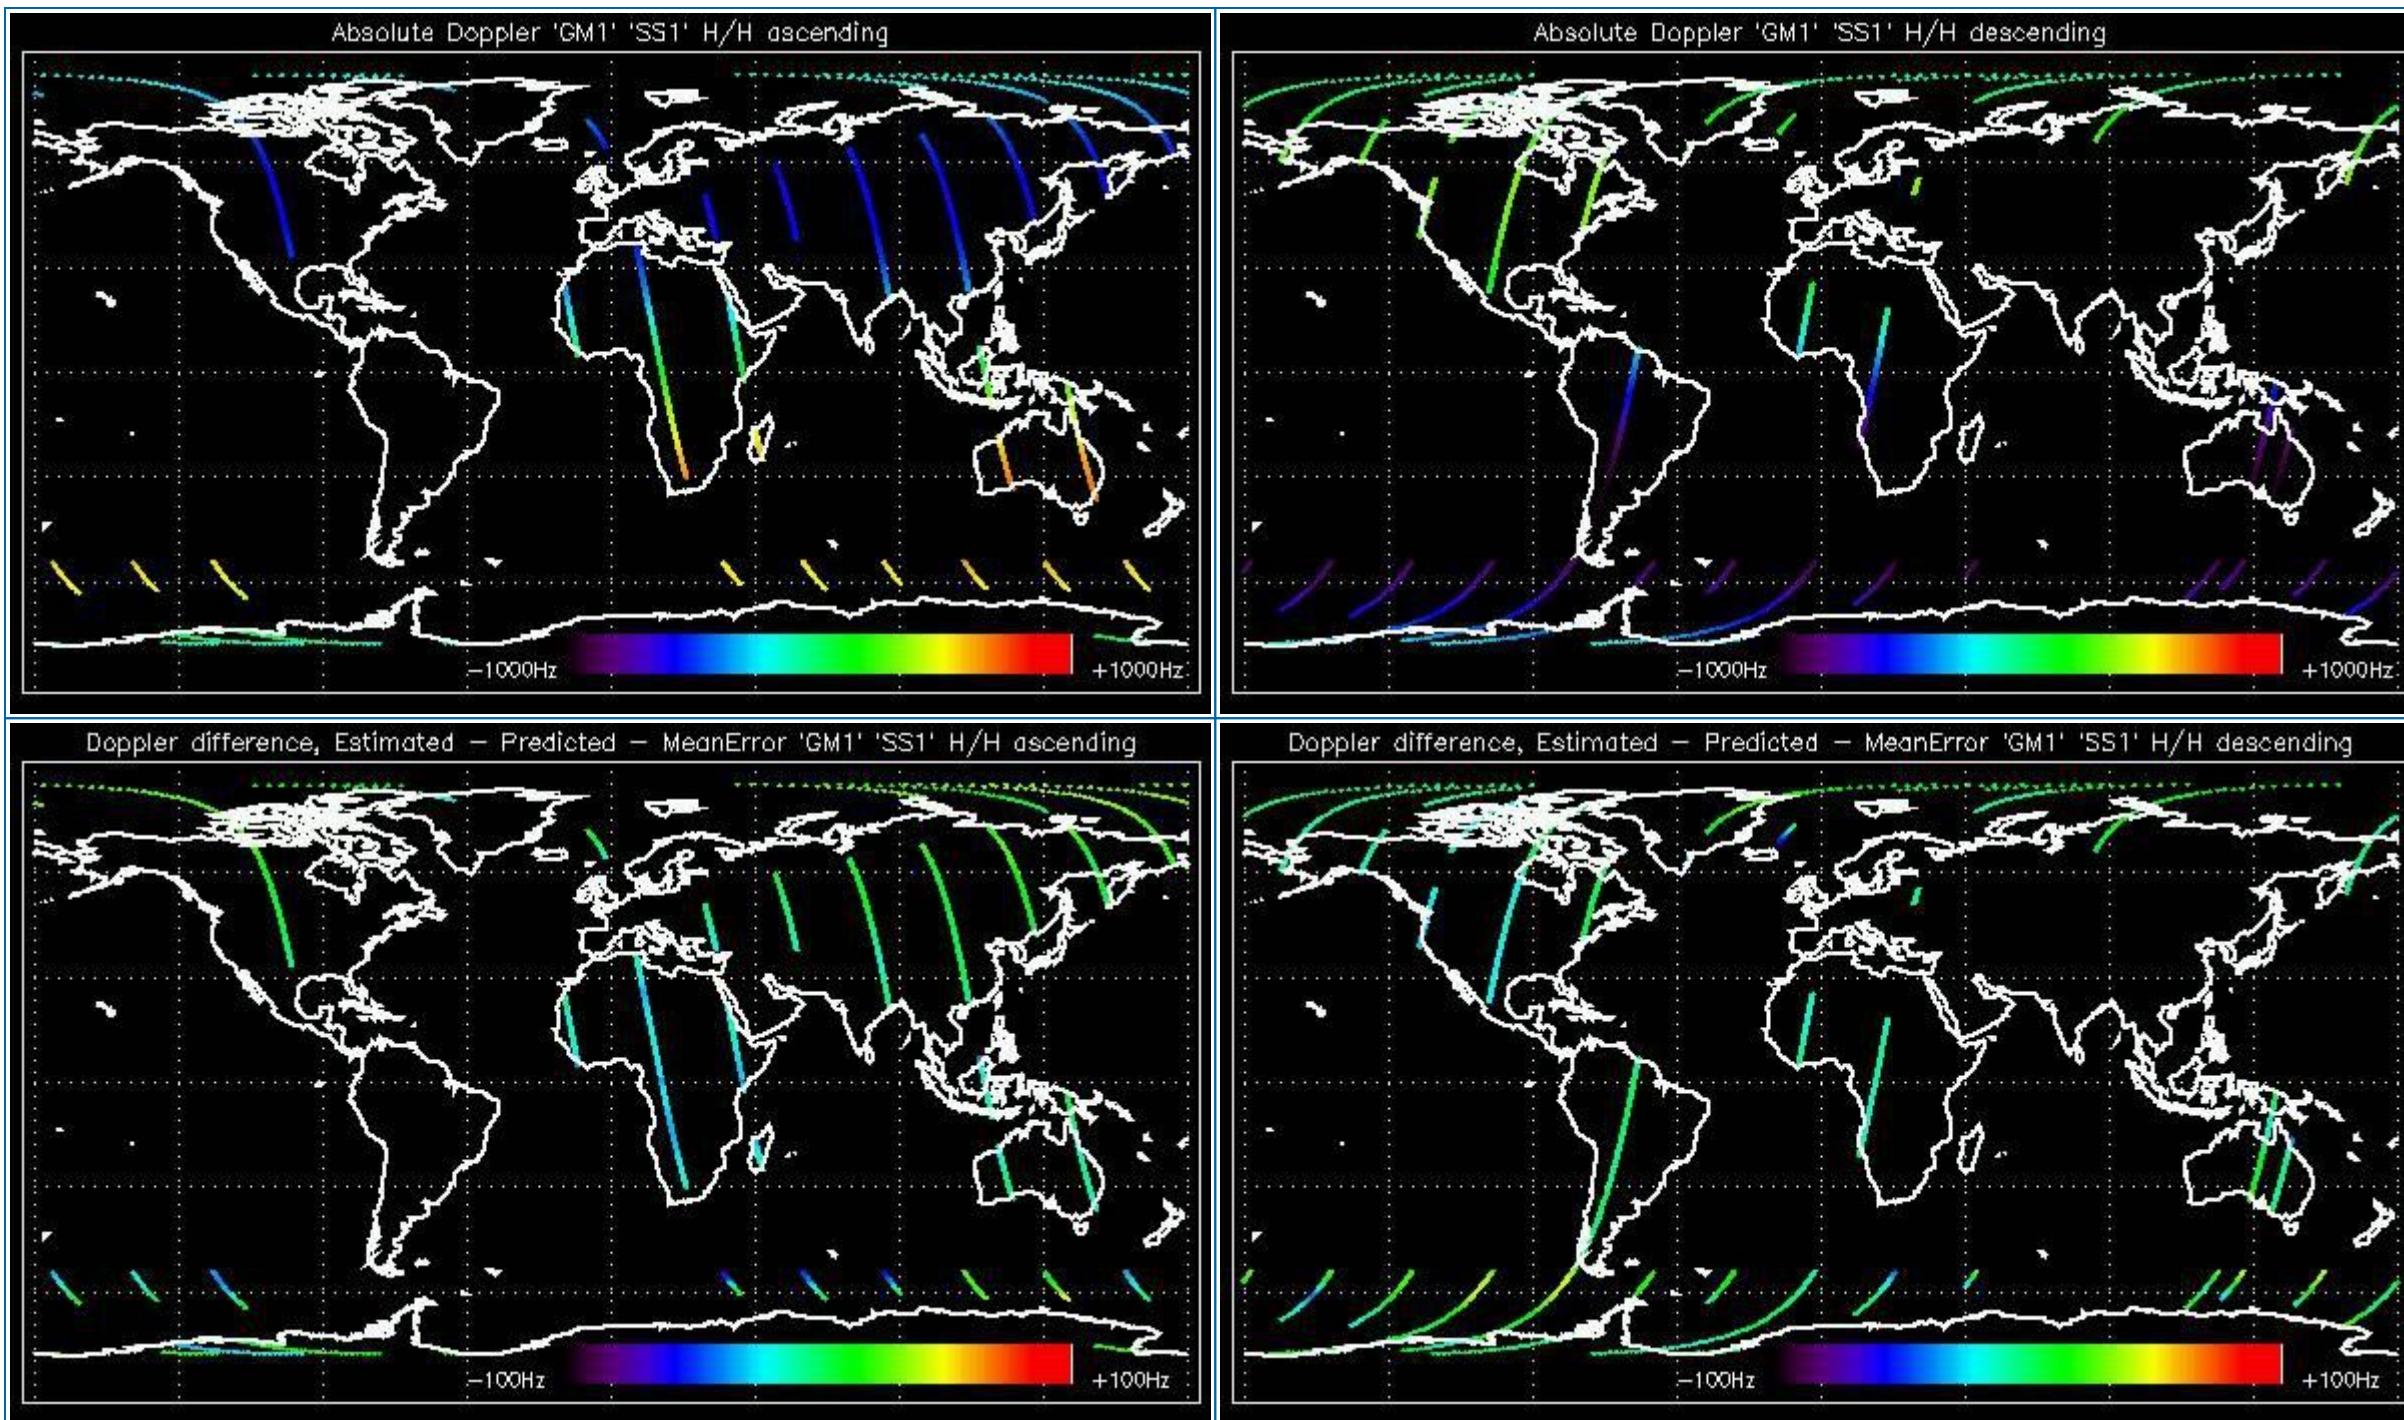 Absolute Doppler 'GM1' 'SS1' H/H ascending
-1000Hz
+1000Hz
Absolute Doppler 'GM1' 'SS1' H/H descending
-1000Hz
+1000Hz
Doppler difference, Estimated - Predicted - MeanError 'GM1' 'SS1' H/H ascending
-100Hz
+100Hz
Doppler difference, Estimated - Predicted - MeanError 'GM1' 'SS1' H/H descending
-100Hz
+100Hz